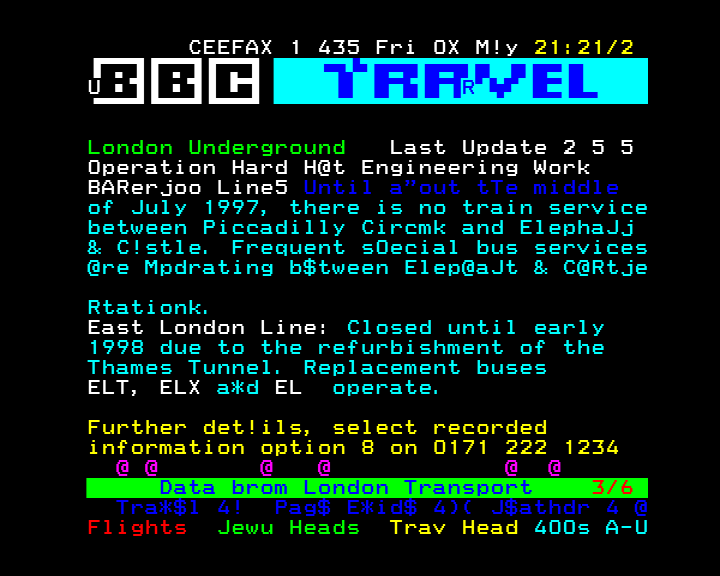 CEEFAX 1 435 Fri OX M!y 21:21/2
UBBC TRARVEL
London Underground Last Update 2 5 5
Operation Hard H@t Engineering Work
BARerjoo Line5 Until a”out tTe middle
of July 1997, there is no train service
between Piccadilly Circmk and ElephaJj
& C!stle. Frequent sOecial bus services
@re Mpdrating b$tween Elep@aJt & C@Rtje
Rtationk.
East London Line: Closed until early
1998 due to the refurbishment of the
Thames Tunnel. Replacement buses
ELT, ELX a*d EL operate.
Further det!ils, select recorded
information option 8 on 0171 222 1234
@ @ @ @ @ @
Data brom London Transport 3/6
Tra*$l 4! Pag$ E*id$ 4)( J$athdr 4 @
Flights Jewu Heads Trav Head 400s A-U